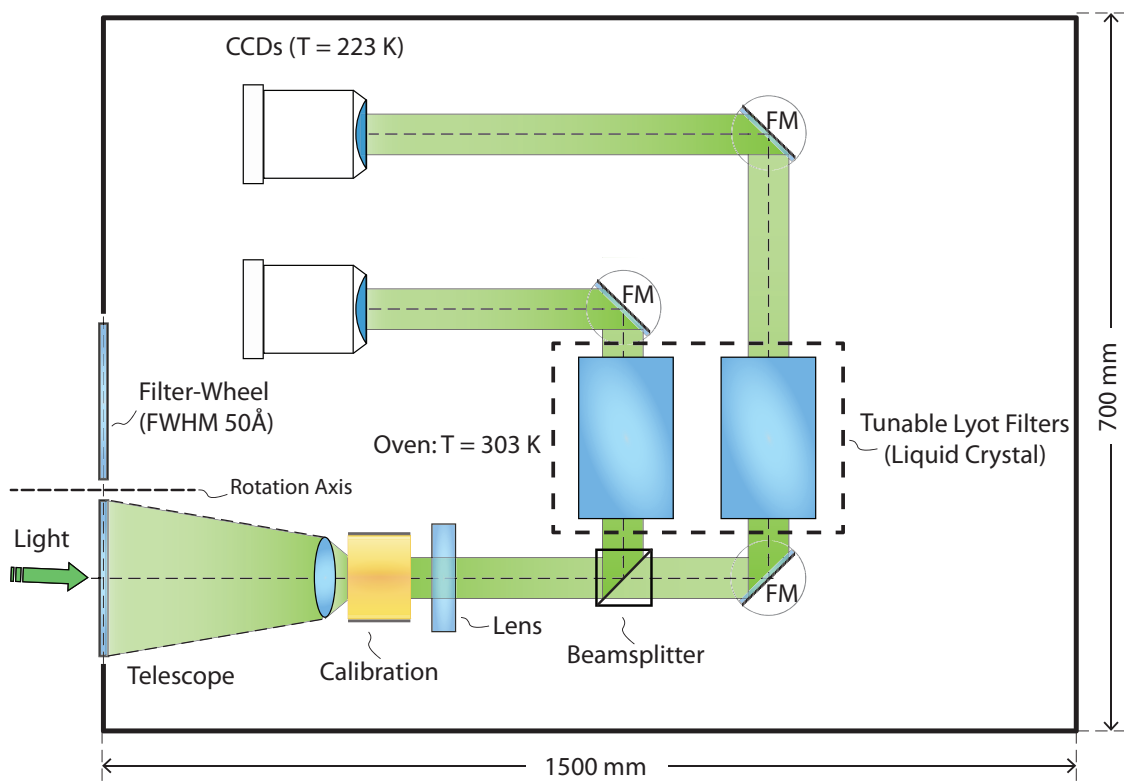 CCDs (T = 223 K)
FM
FM
Filter-Wheel
(FWHM 50Å)
Oven: T = 303 K
Tunable Lyot Filters
(Liquid Crystal)
700 mm
Rotation Axis
Light
FM
Lens
Beamsplitter
Calibration
Telescope
1500 mm